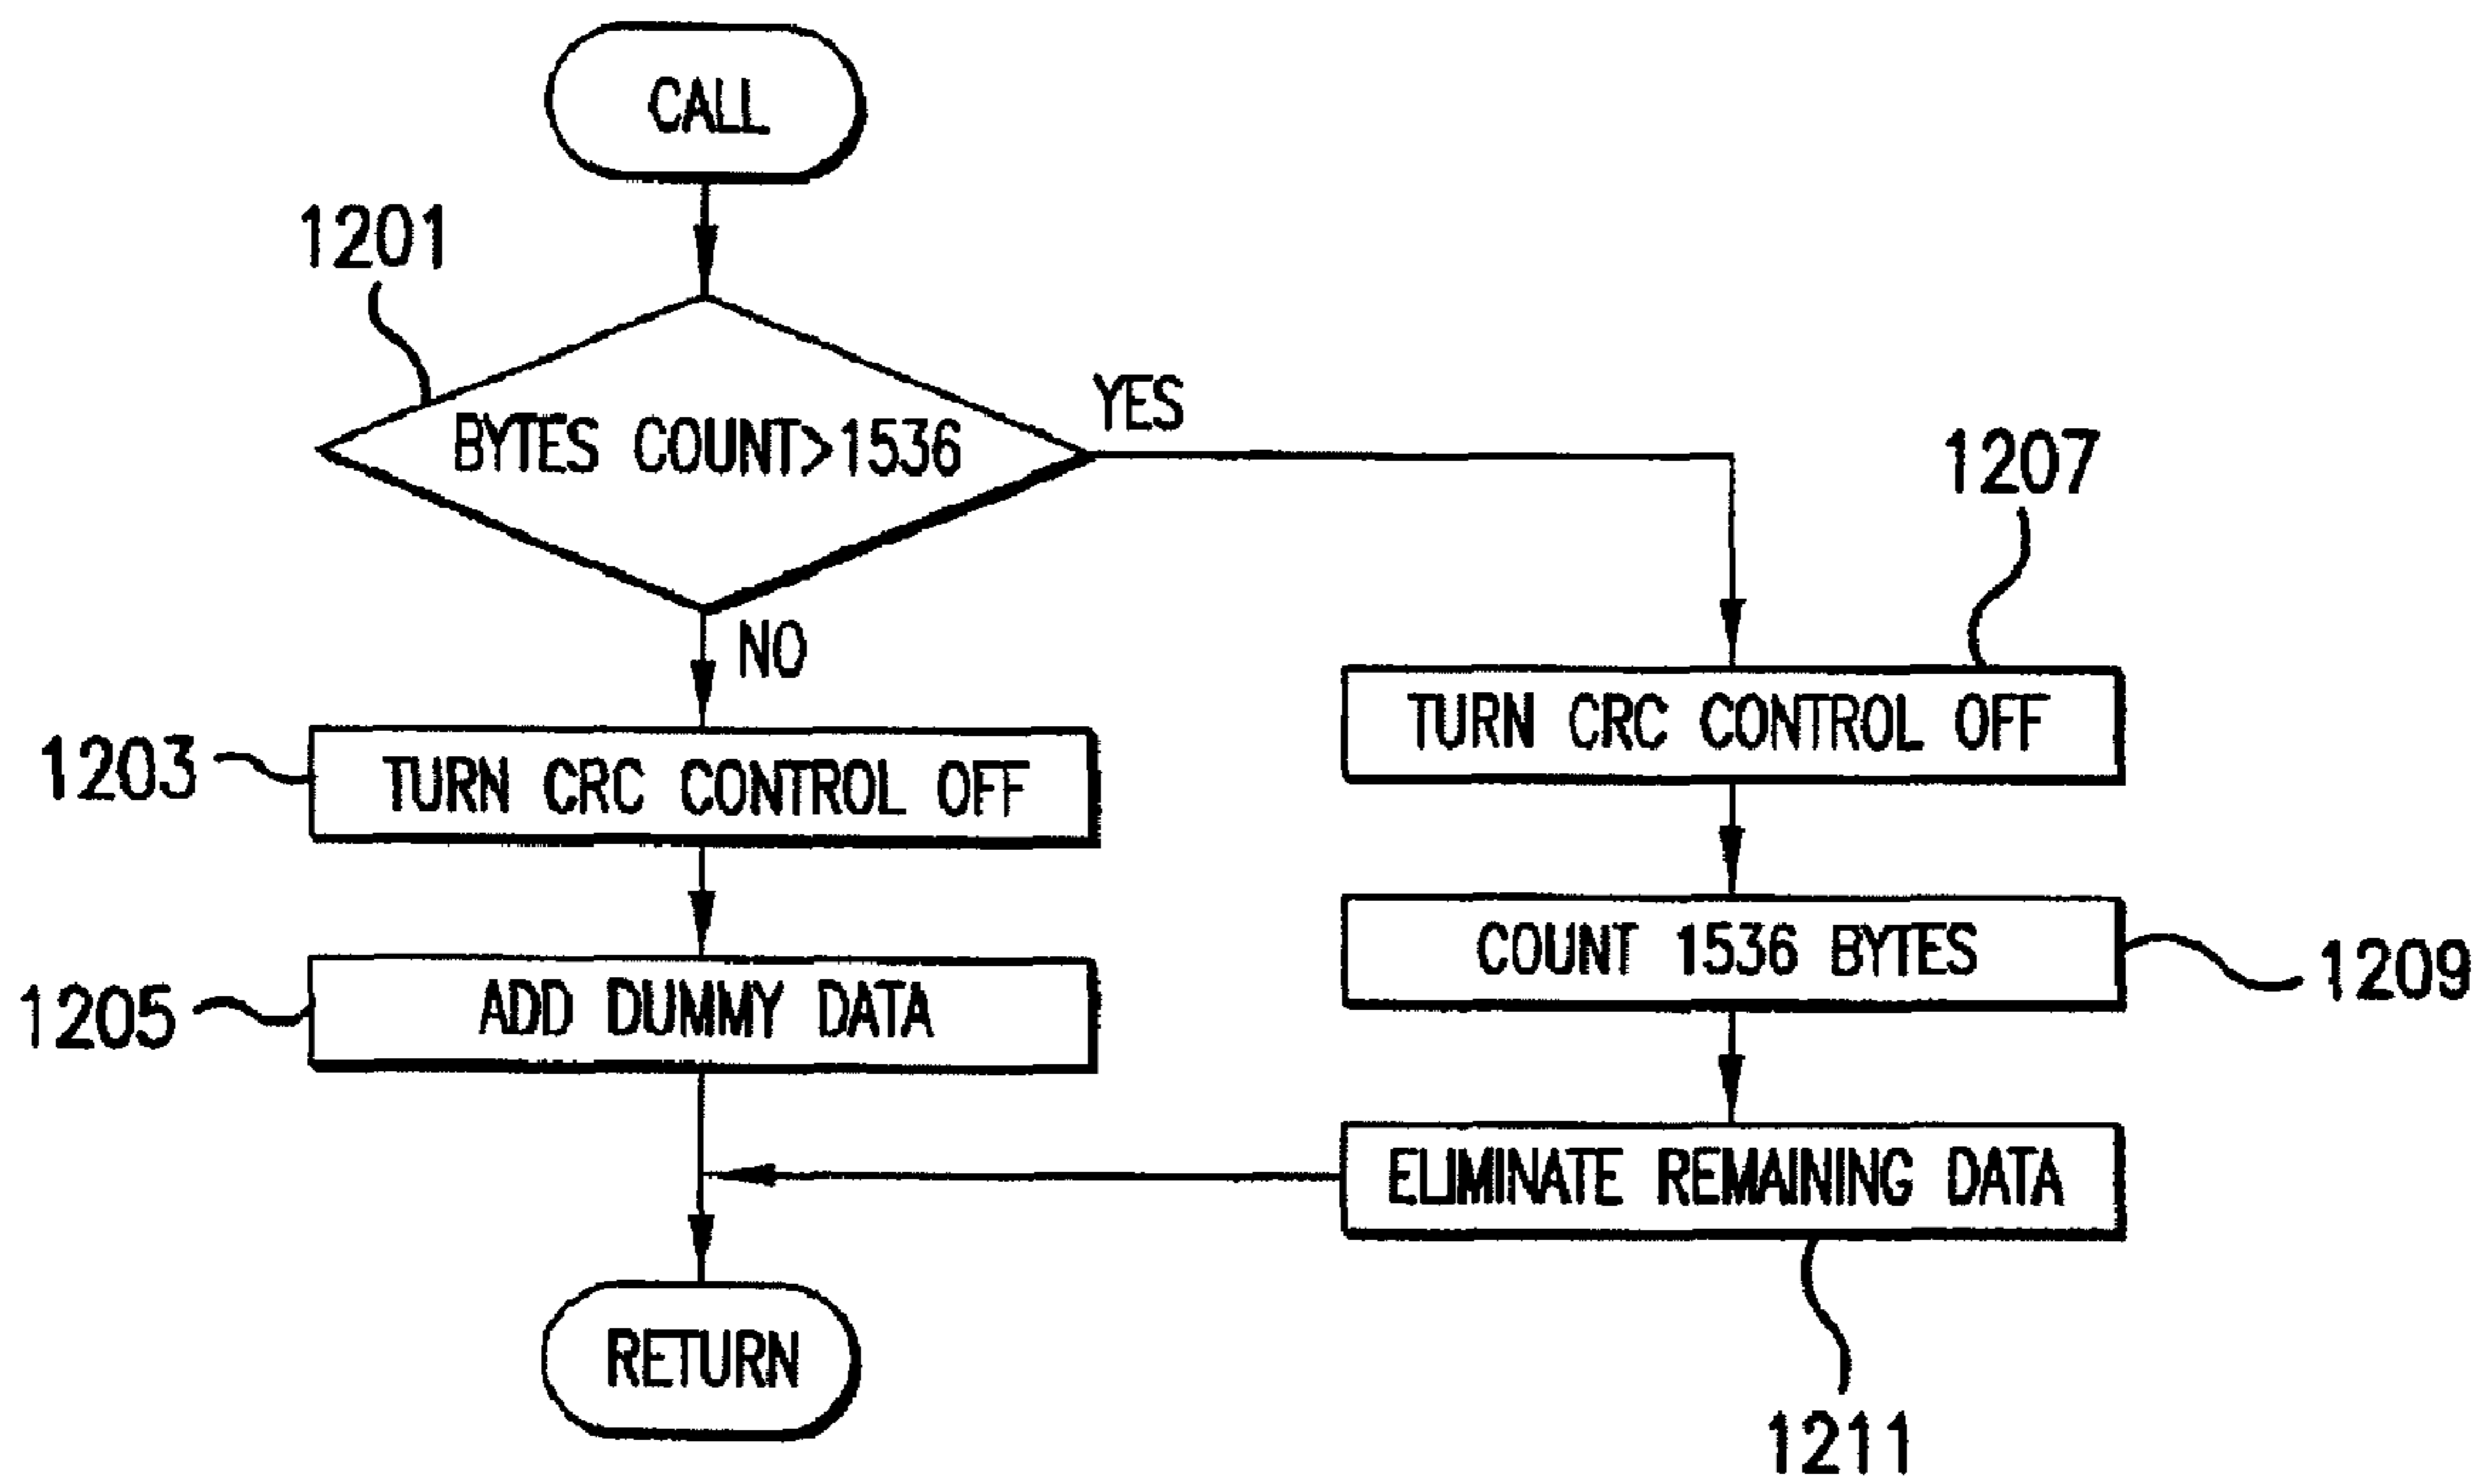 CALL
1201
BYTES COUNT>1536
YES
NO
1203
TURN CRC CONTROL OFF
1205
ADD DUMMY DATA
1207
TURN CRC CONTROL OFF
COUNT 1536 BYTES
1209
ELIMINATE REMAINING DATA
1211
RETURN